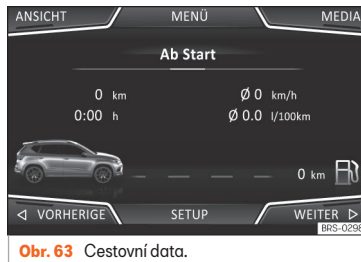 ANSICHT MENÜ MEDIA
Ab Start
0 km Ø 0 km/h
0:00 h Ø 0.0 l/100km
0 km
◁ VORHERIGE SETUP WEITER ▷
BRS-0298
Obr. 63 Cestovní data.